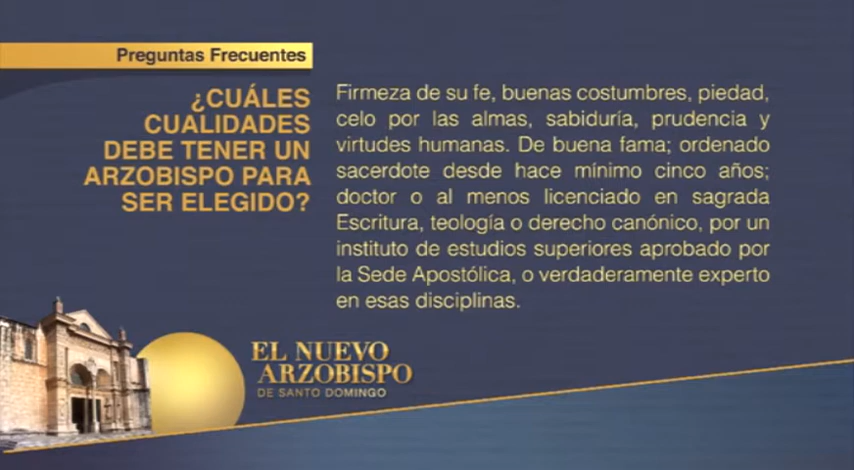 Preguntas Frecuentes
¿CUÁLES
CUALIDADES
DEBE TENER UN
ARZOBISPO PARA
SER ELEGIDO?
Firmeza de su fe, buenas costumbres, piedad,
celo por las almas, sabiduría, prudencia y
virtudes humanas. De buena fama; ordenado
sacerdote desde hace mínimo cinco años;
doctor o al menos licenciado en sagrada
Escritura, teología o derecho canónico, por un
instituto de estudios superiores aprobado por
la Sede Apostólica, o verdaderamente experto
en esas disciplinas.
EL NUEVO
ARZOBISPO
DE SANTO DOMINGO